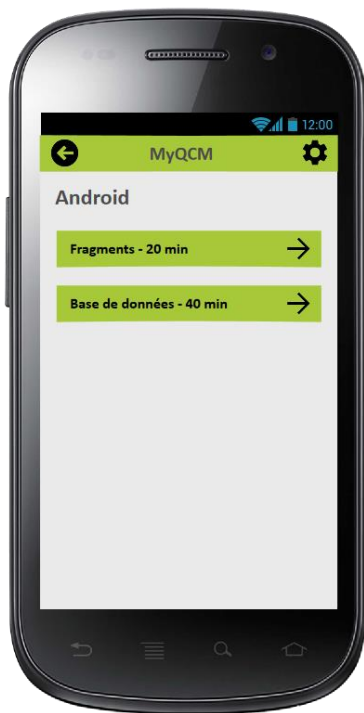 12:00
MyQCM
Android
Fragments - 20 min
Base de données - 40 min